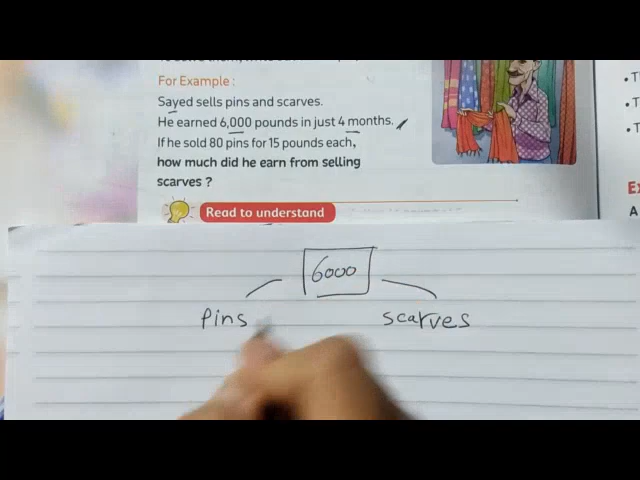 For Example :
Sayed sells pins and scarves.
He earned 6,000 pounds in just 4 months.
If he sold 80 pins for 15 pounds each,
how much did he earn from selling
scarves ?
Read to understand
6000
Pins
scarves